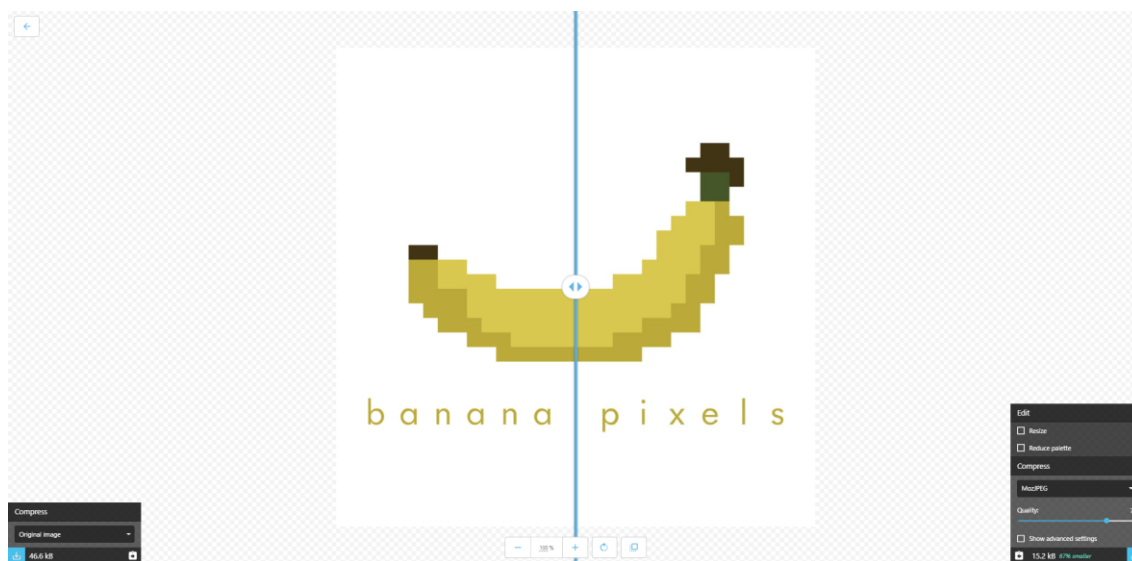 banana pixels
Edit
Resize
Reduce palette
Compress
MozJPEG
Quality:
Show advanced settings
15.2 kB 67% smaller
Compress
Original image
46.6 kB
100%